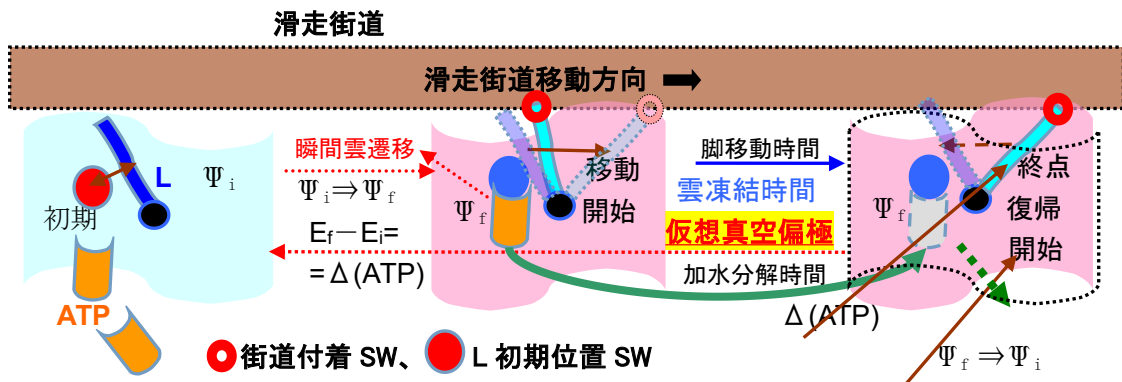 滑走街道
滑走街道移動方向 ➡
L
Ψi
初期
ATP
瞬間雲遷移
Ψi⇒Ψf
Ef－Ei=
=Δ(ATP)
Ψf
移動
開始
脚移動時間
雲凍結時間
仮想真空偏極
加水分解時間
Ψf
終点
復帰
開始
Δ(ATP)
Ψf⇒Ψi
街道付着 SW、 L 初期位置 SW